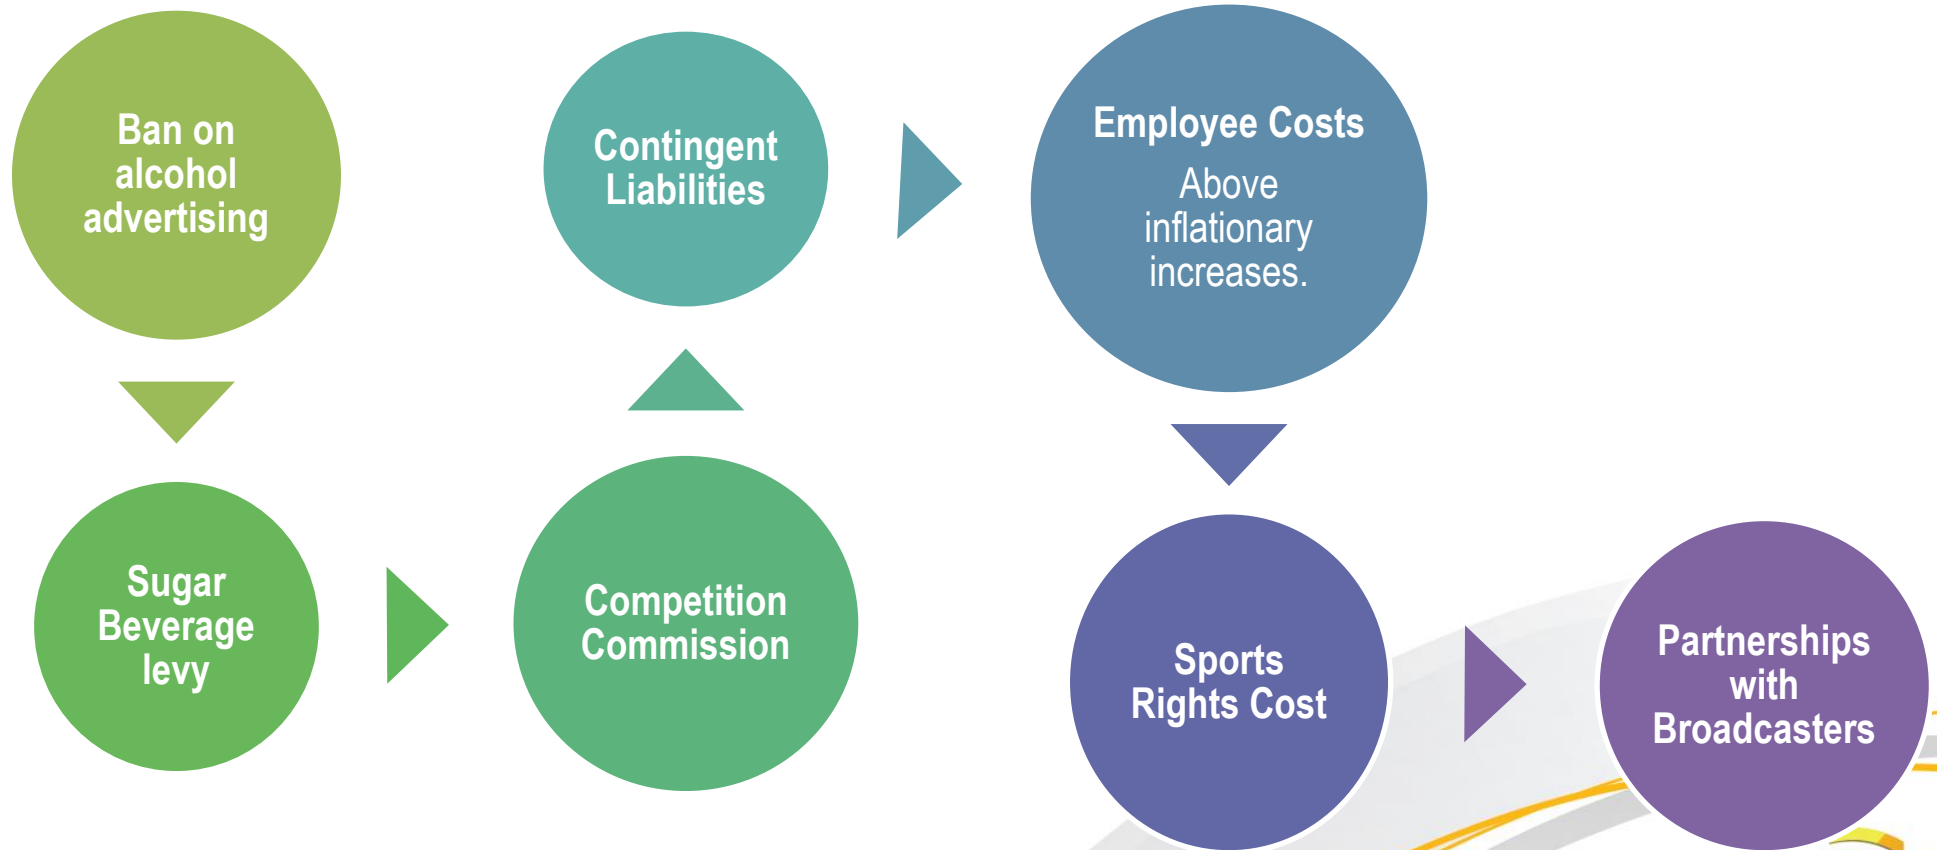 Ban on
alcohol
advertising
Sugar
Beverage
levy
Competition
Commission
Contingent
Liabilities
Employee Costs
Above
inflationary
increases.
Sports
Rights Cost
Partnerships
with
Broadcasters